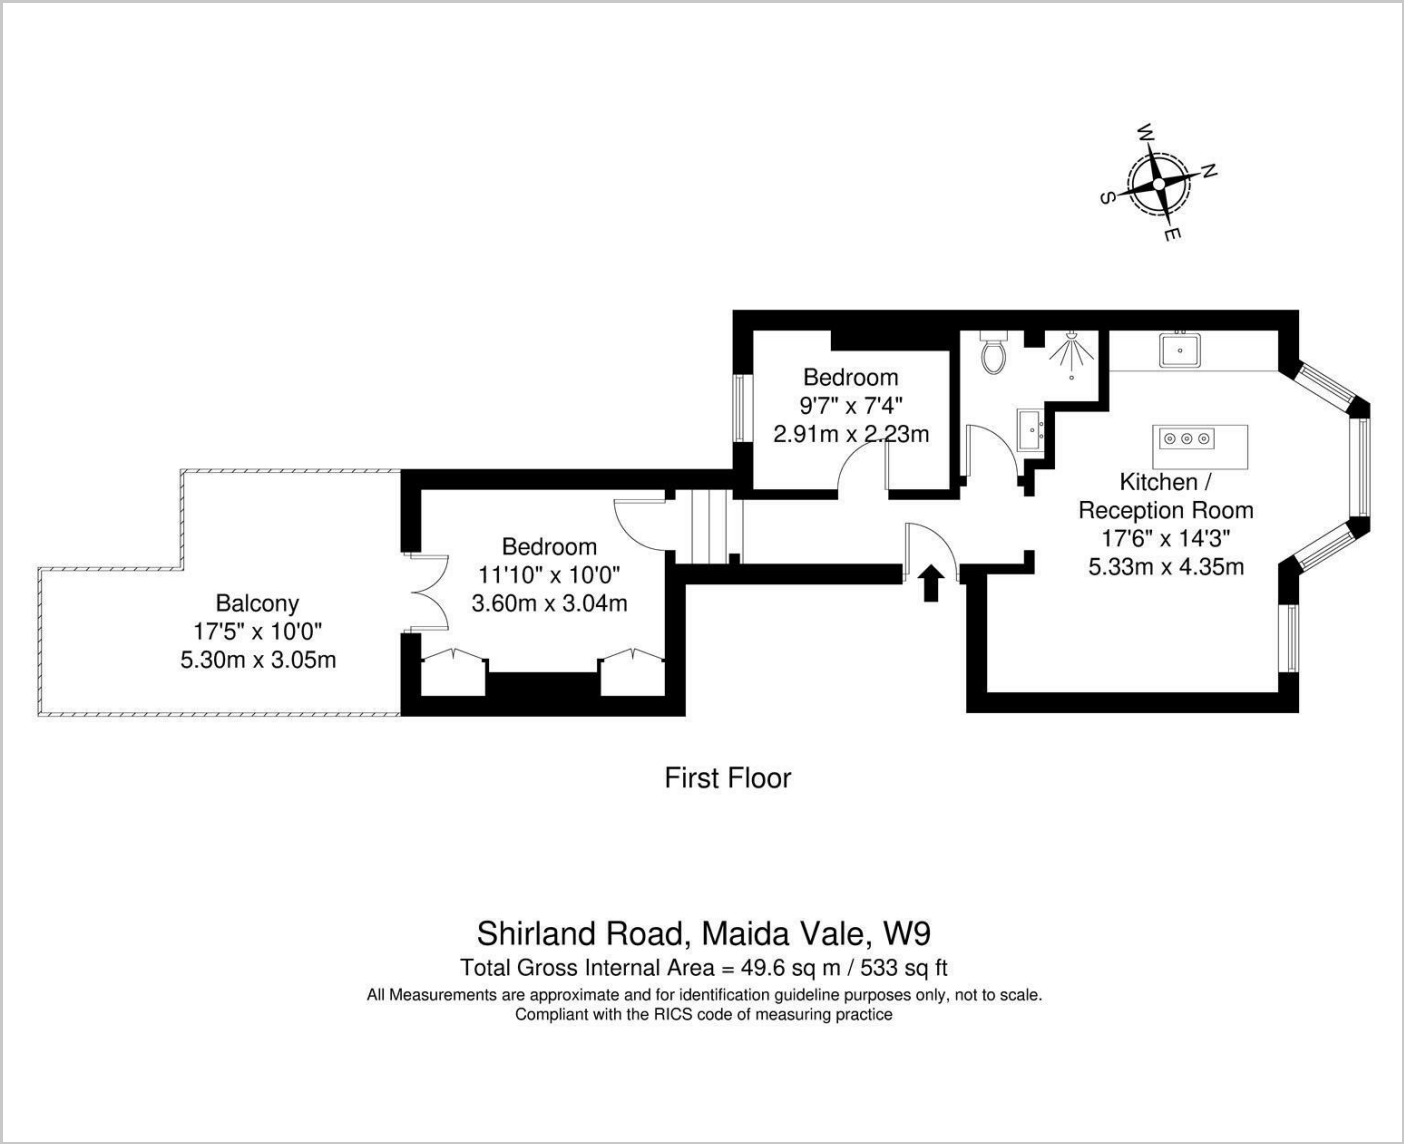 W
N
S
E
Bedroom
9'7" x 7'4"
2.91m x 2.23m
Kitchen /
Reception Room
17'6" x 14'3"
5.33m x 4.35m
Bedroom
11'10" x 10'0"
3.60m x 3.04m
Balcony
17'5" x 10'0"
5.30m x 3.05m
First Floor
Shirland Road, Maida Vale, W9
Total Gross Internal Area = 49.6 sq m / 533 sq ft
All Measurements are approximate and for identification guideline purposes only, not to scale.
Compliant with the RICS code of measuring practice